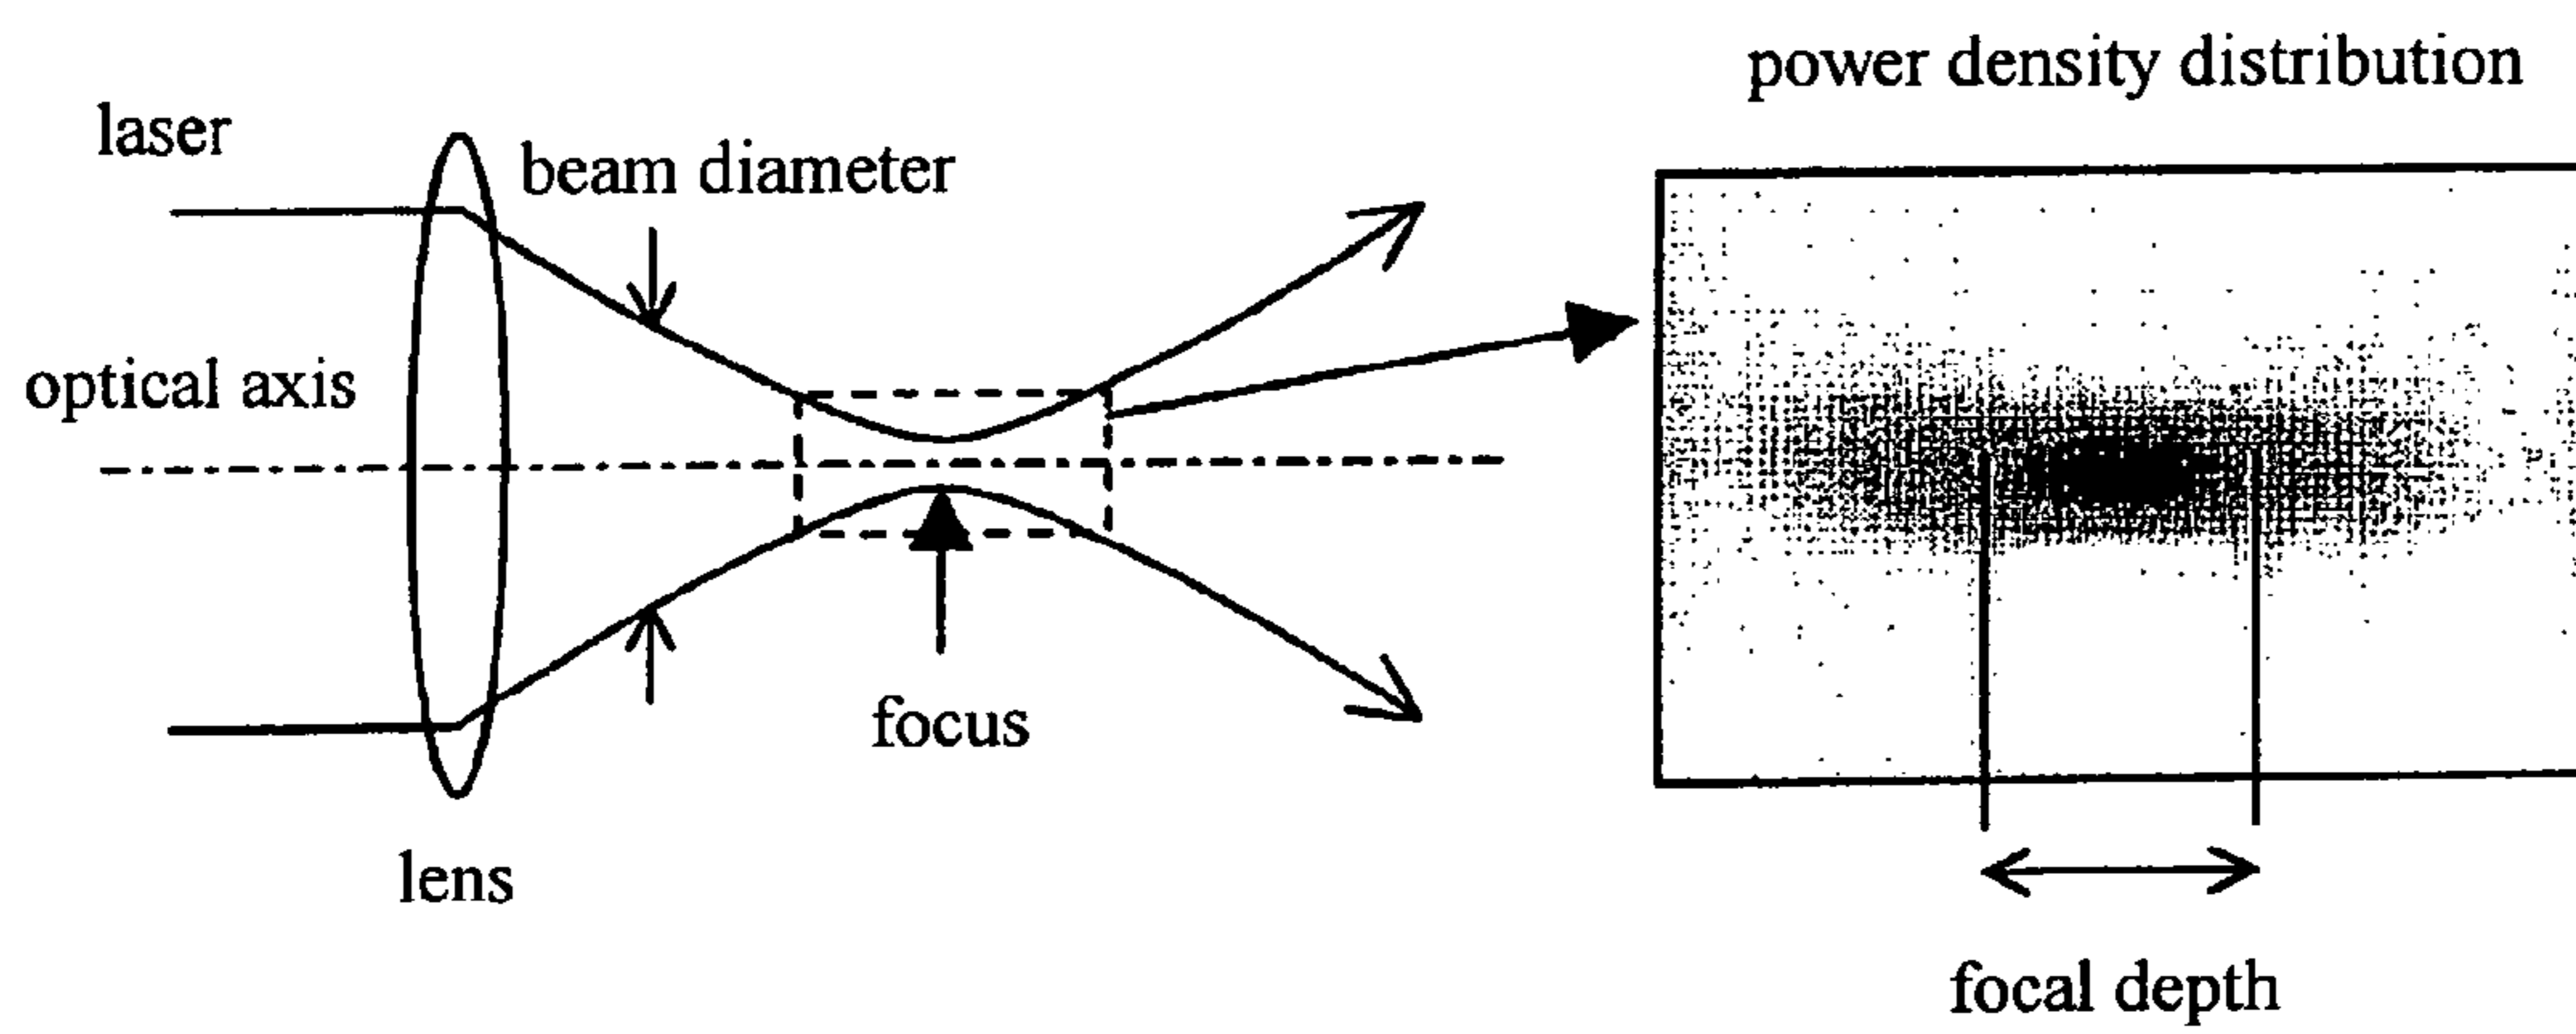 power density distribution
laser
beam diameter
optical axis
focus
lens
focal depth